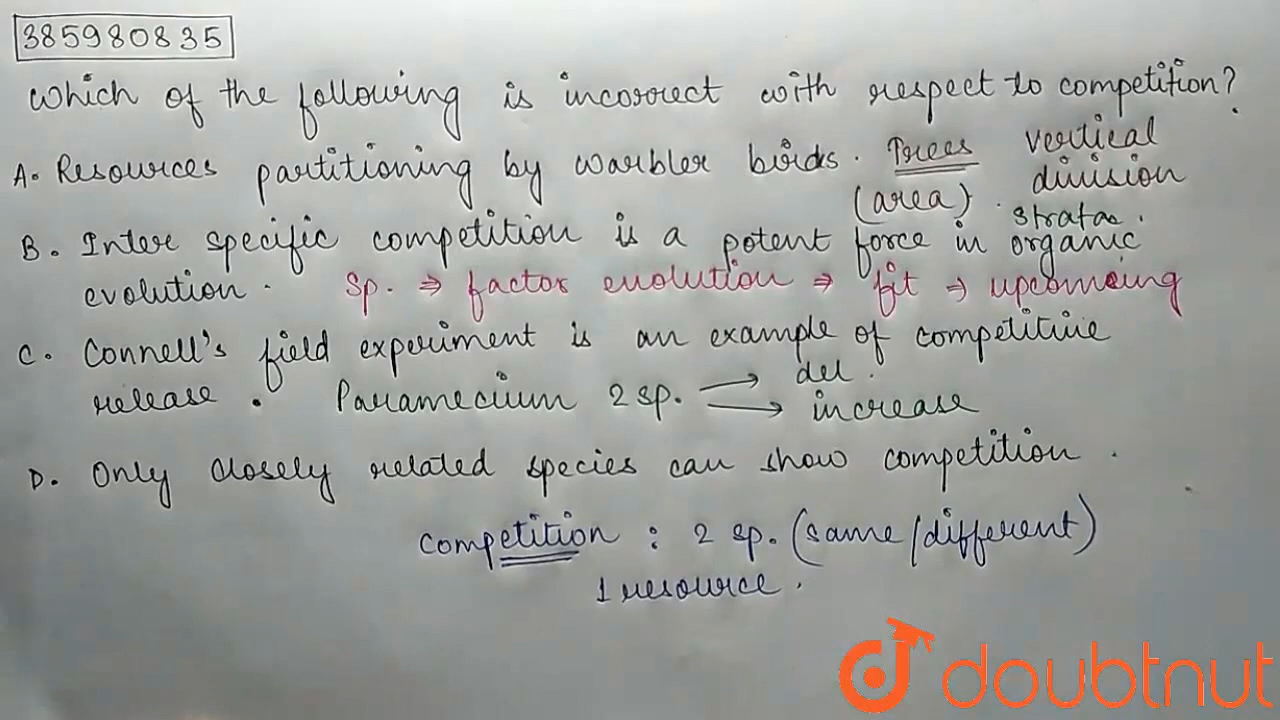 385980835
Which of the following is incorrect with respect to competition?
A. Resources partitioning by warbler birds. Trees vertical
(area) division
stratas.
B. Inter specific competition is a potent force in organic
evolution. Sp. ⇒ factor evolution ⇒ fit ⇒ upcomeing
C. Connell's field experiment is an example of competitive
release. Paramecium 2 sp. → del.
→ increase
D. Only closely related species can show competition.
competition : 2 sp. (same/different)
1 resource.
doubtnut